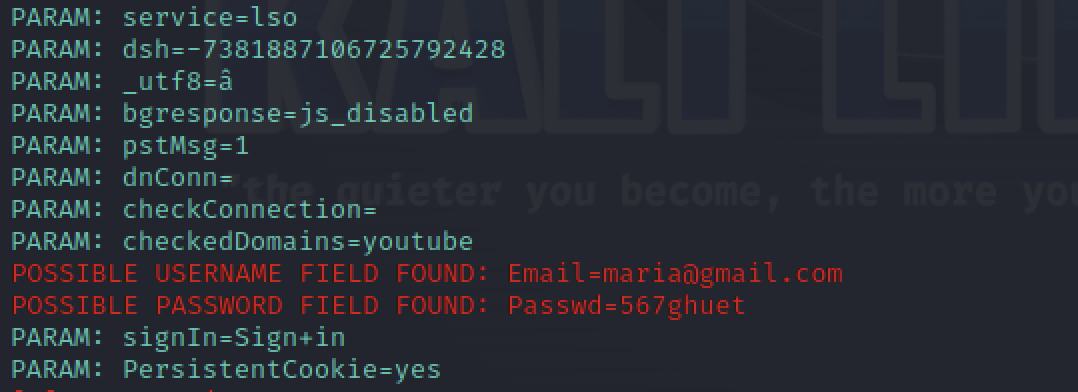 PARAM: service=lso
PARAM: dsh=-7381887106725792428
PARAM: _utf8=â
PARAM: bgresponse=js_disabled
PARAM: pstMsg=1
PARAM: dnConn=
"the quieter you become, the more you
PARAM: checkConnection=
PARAM: checkedDomains=youtube
POSSIBLE USERNAME FIELD FOUND: Email=maria@gmail.com
POSSIBLE PASSWORD FIELD FOUND: Passwd=567ghuet
PARAM: signIn=Sign+in
PARAM: PersistentCookie=yes